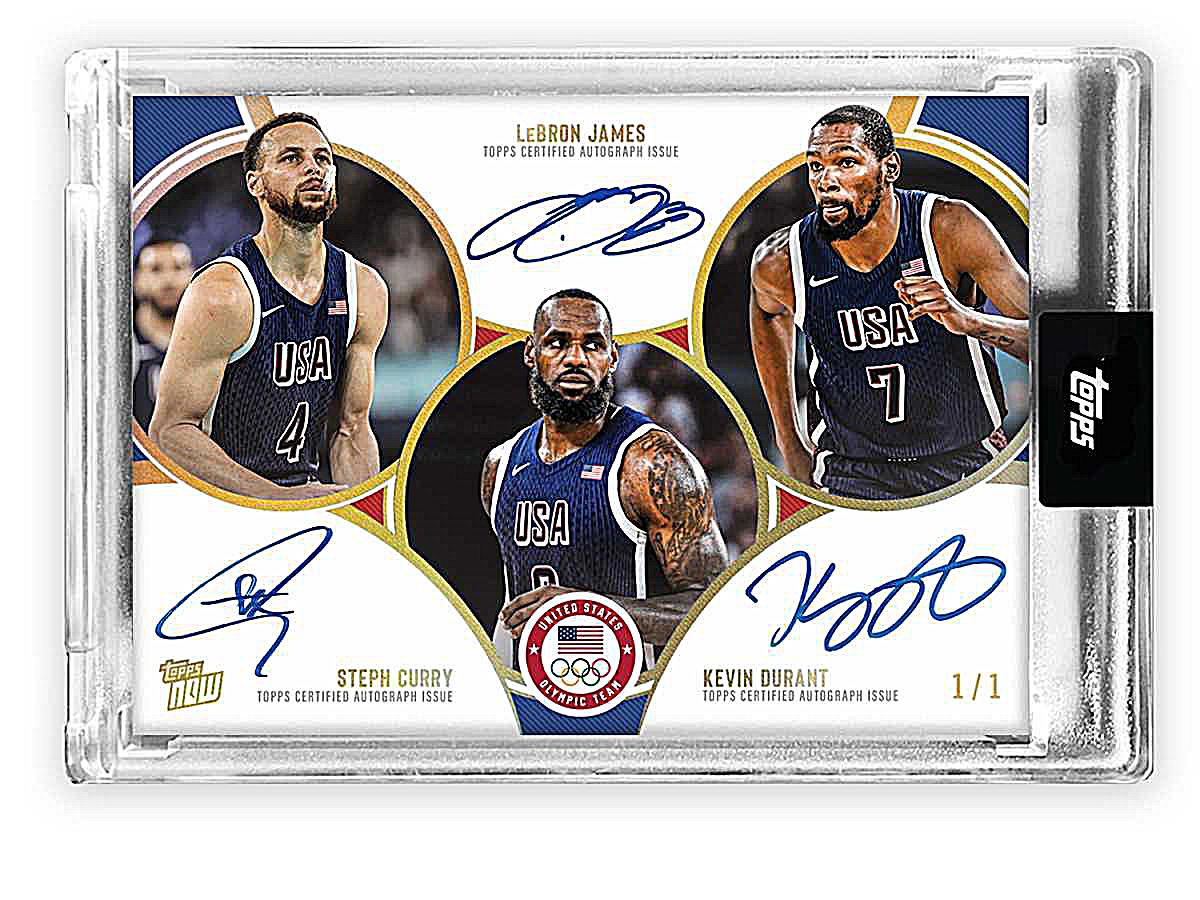 LeBRON JAMES
TOPPS CERTIFIED AUTOGRAPH ISSUE
USA
4
USA
7
USA
topps
UNITED STATES
OLYMPIC TEAM
STEPH CURRY
TOPPS CERTIFIED AUTOGRAPH ISSUE
topps
NOW
KEVIN DURANT
TOPPS CERTIFIED AUTOGRAPH ISSUE
1/1